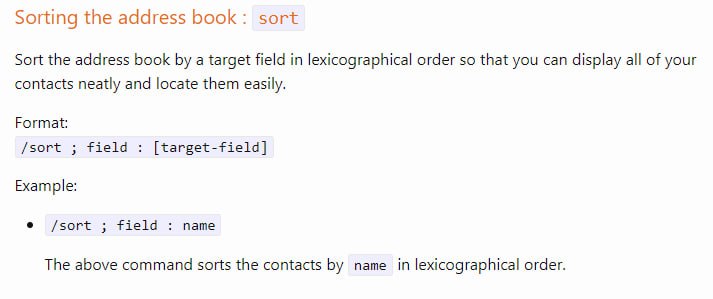 Sorting the address book : sort
Sort the address book by a target field in lexicographical order so that you can display all of your
contacts neatly and locate them easily.
Format:
/sort ; field : [target-field]
Example:
/sort ; field : name
The above command sorts the contacts by name in lexicographical order.